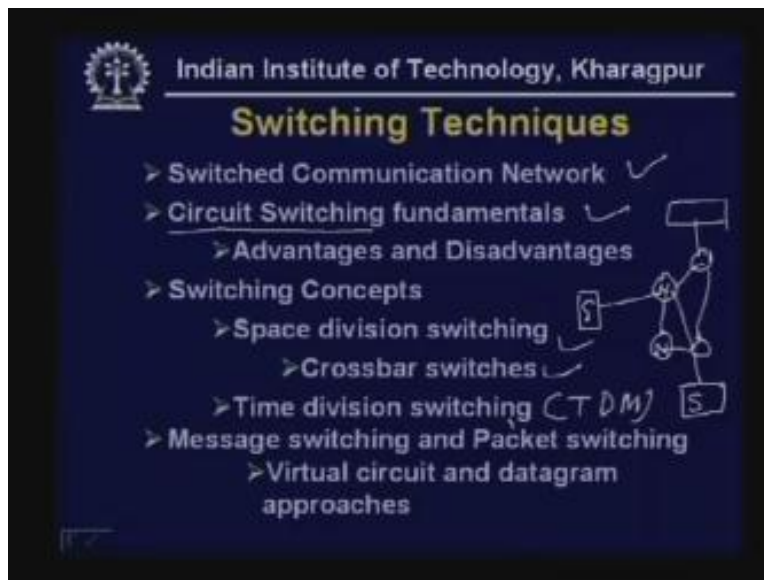 Indian Institute of Technology, Kharagpur
Switching Techniques
➢ Switched Communication Network ✓
➢ Circuit Switching fundamentals ✓
➢ Advantages and Disadvantages
➢ Switching Concepts
➢ Space division switching ✓
➢ Crossbar switches ✓
➢ Time division switching (TDM)
➢ Message switching and Packet switching
➢ Virtual circuit and datagram
approaches
S
N
N
S